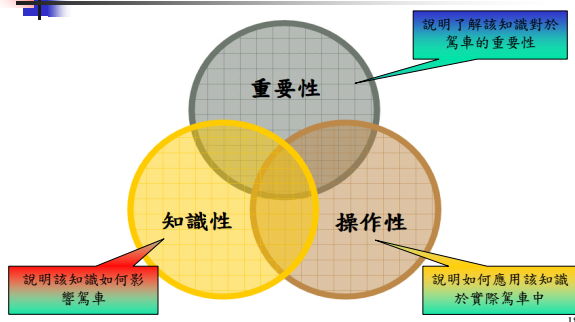 說明了解該知識對於
駕車的重要性
重要性
知識性
操作性
說明該知識如何影
響駕車
說明如何應用該知識
於實際駕車中